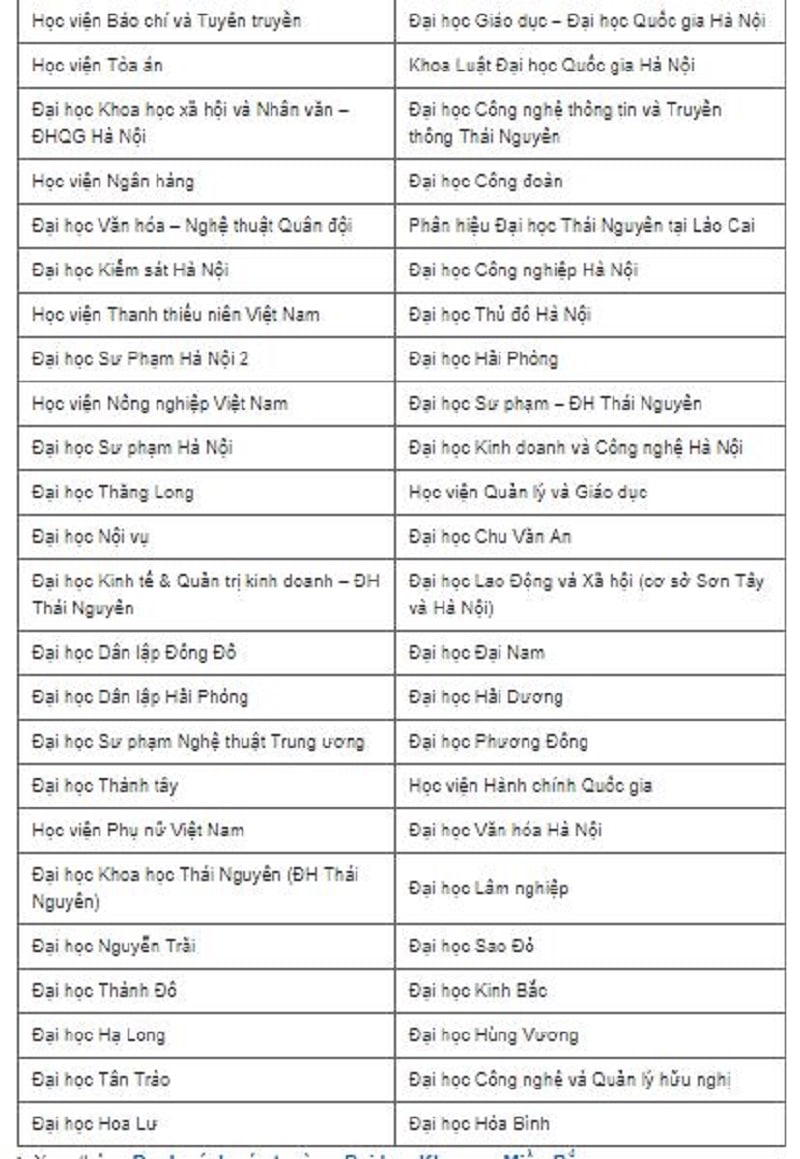 Học viện Báo chí và Tuyên truyền
Đại học Giáo dục – Đại học Quốc gia Hà Nội
Học viện Tòa án
Khoa Luật Đại học Quốc gia Hà Nội
Đại học Khoa học xã hội và Nhân văn –
ĐHQG Hà Nội
Đại học Công nghệ thông tin và Truyền
thông Thái Nguyên
Học viện Ngân hàng
Đại học Công đoàn
Đại học Văn hóa – Nghệ thuật Quân đội
Phân hiệu Đại học Thái Nguyên tại Lào Cai
Đại học Kiểm sát Hà Nội
Đại học Công nghiệp Hà Nội
Học viện Thanh thiếu niên Việt Nam
Đại học Thủ đô Hà Nội
Đại học Sư Phạm Hà Nội 2
Đại học Hải Phòng
Học viện Nông nghiệp Việt Nam
Đại học Sư phạm – ĐH Thái Nguyên
Đại học Sư phạm Hà Nội
Đại học Kinh doanh và Công nghệ Hà Nội
Đại học Thăng Long
Học viện Quản lý và Giáo dục
Đại học Nội vụ
Đại học Chu Văn An
Đại học Kinh tế & Quản trị kinh doanh – ĐH
Thái Nguyên
Đại học Lao Động và Xã hội (cơ sở Sơn Tây
và Hà Nội)
Đại học Dân lập Đông Đô
Đại học Đại Nam
Đại học Dân lập Hải Phòng
Đại học Hải Dương
Đại học Sư phạm Nghệ thuật Trung ương
Đại học Phương Đông
Đại học Thành tây
Học viện Hành chính Quốc gia
Học viện Phụ nữ Việt Nam
Đại học Văn hóa Hà Nội
Đại học Khoa học Thái Nguyên (ĐH Thái
Nguyên)
Đại học Lâm nghiệp
Đại học Nguyễn Trãi
Đại học Sao Đỏ
Đại học Thành Đô
Đại học Kinh Bắc
Đại học Hạ Long
Đại học Hùng Vương
Đại học Tân Trào
Đại học Công nghệ và Quản lý hữu nghị
Đại học Hoa Lư
Đại học Hòa Bình